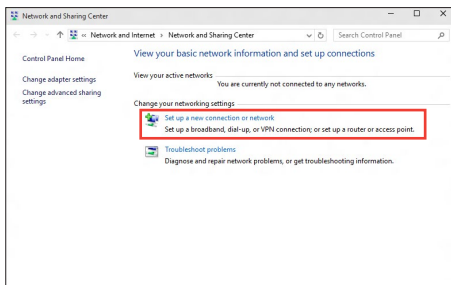 Network and Sharing Center
« Network and Internet › Network and Sharing Center
Search Control Panel
Control Panel Home
Change adapter settings
Change advanced sharing
settings
View your basic network information and set up connections
View your active networks
You are currently not connected to any networks.
Change your networking settings
Set up a new connection or network
Set up a broadband, dial-up, or VPN connection; or set up a router or access point.
Troubleshoot problems
Diagnose and repair network problems, or get troubleshooting information.